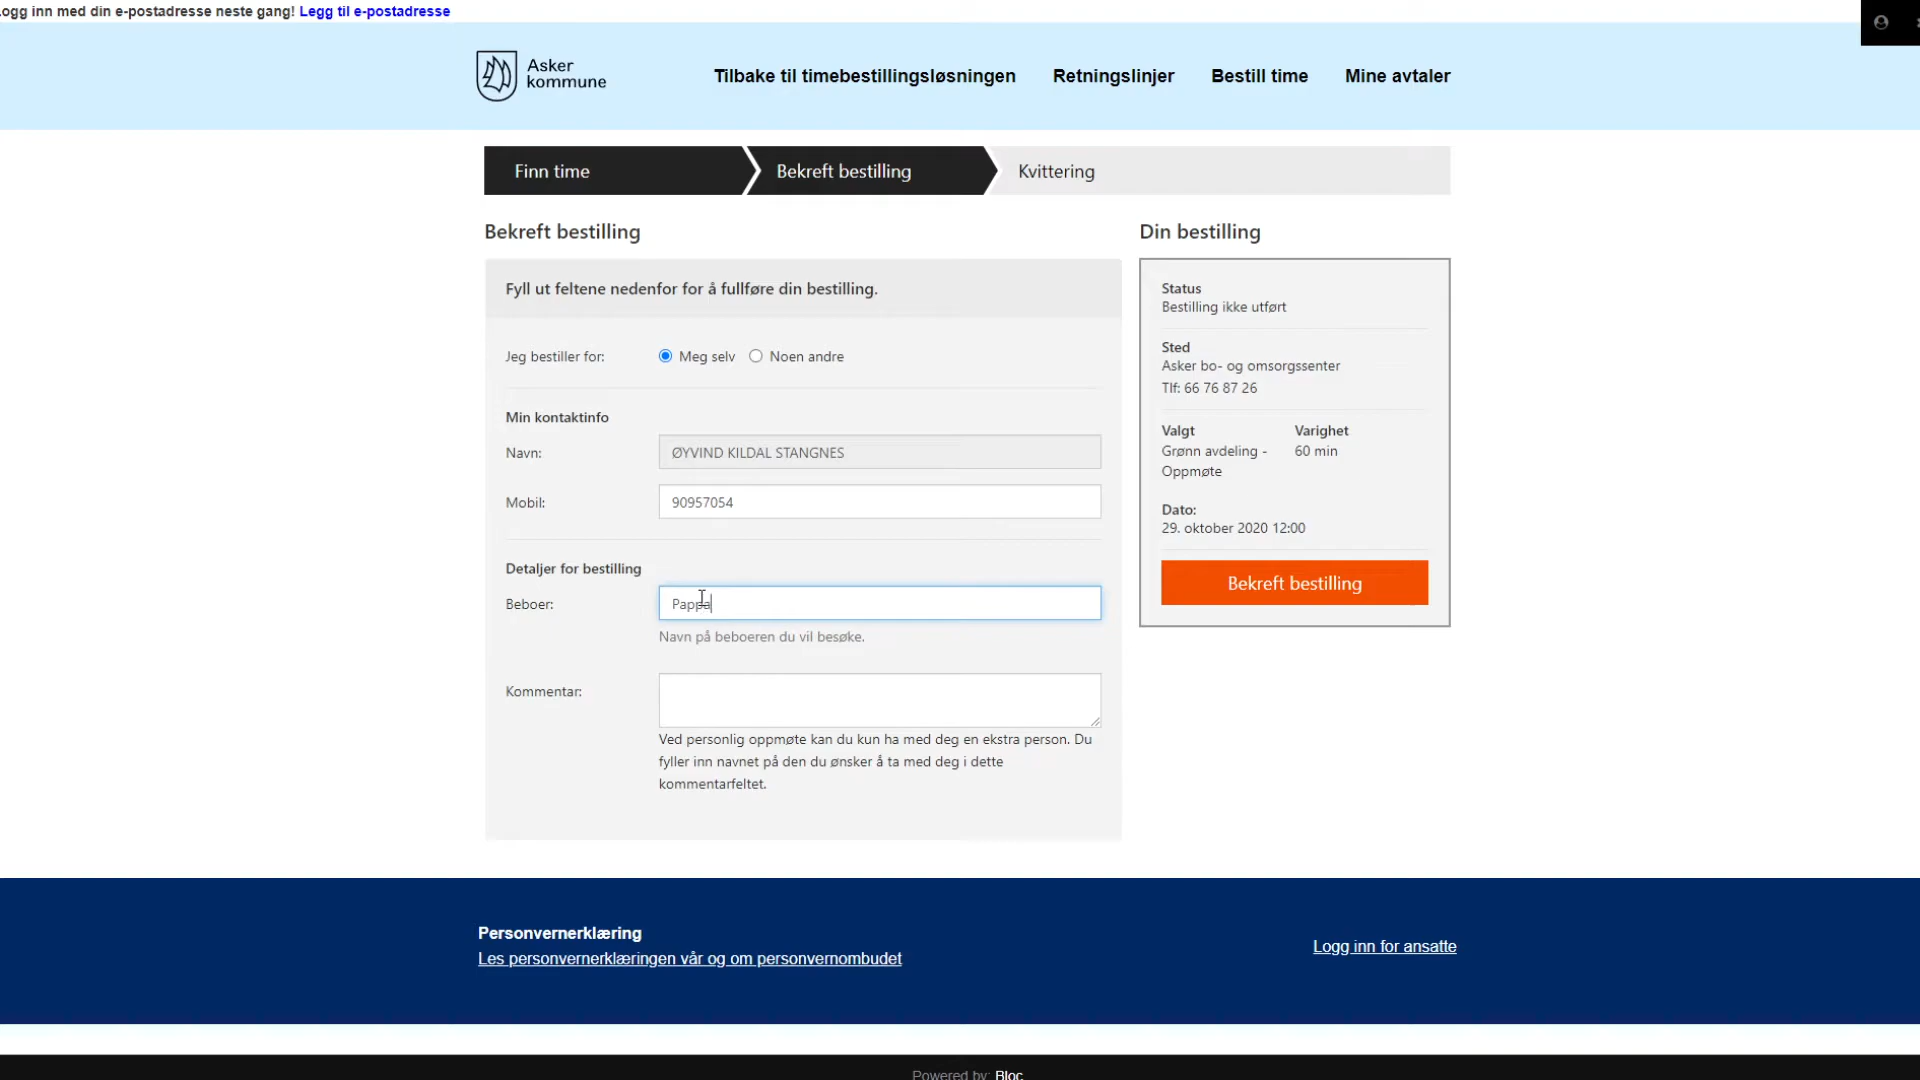 ogg inn med din e-postadresse neste gang! Legg til e-postadresse
Asker
kommune
Tilbake til timebestillingsløsningen
Retningslinjer
Bestill time
Mine avtaler
Finn time
Bekreft bestilling
Kvittering
Bekreft bestilling
Fyll ut feltene nedenfor for å fullføre din bestilling.
Jeg bestiller for:
Meg selv
Noen andre
Min kontaktinfo
Navn:
ØYVIND KILDAL STANGNES
Mobil:
90957054
Detaljer for bestilling
Beboer:
Pappa
Navn på beboeren du vil besøke.
Kommentar:
Ved personlig oppmøte kan du kun ha med deg en ekstra person. Du
fyller inn navnet på den du ønsker å ta med deg i dette
kommentarfeltet.
Din bestilling
Status
Bestilling ikke utført
Sted
Asker bo- og omsorgssenter
Tlf: 66 76 87 26
Valgt
Grønn avdeling -
Oppmøte
Varighet
60 min
Dato:
29. oktober 2020 12:00
Bekreft bestilling
Personvernerklæring
Les personvernerklæringen vår og om personvernombudet
Logg inn for ansatte
Powered by: Bloc